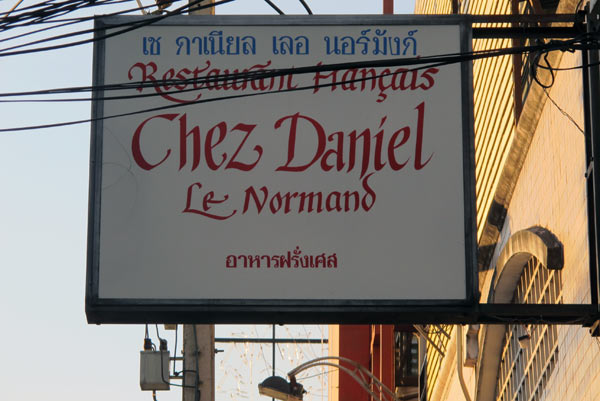 เช ดาเนียล เลอ นอร์มังด์
Restaurant Français
Chez Daniel
Le Normand
อาหารฝรั่งเศส